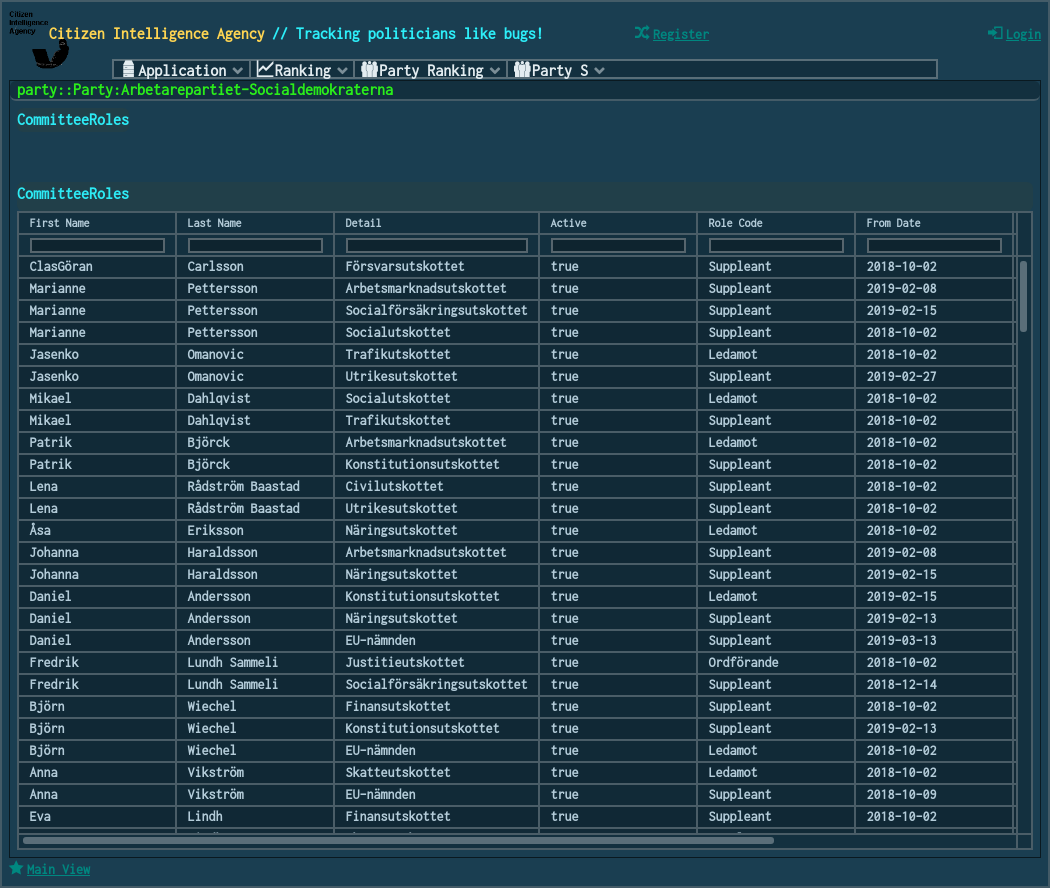 Citizen
Intelligence
Agency
Citizen Intelligence Agency // Tracking politicians like bugs!
Register
Login
Application Ranking Party Ranking Party S
party::Party:Arbetarepartiet-Socialdemokraterna
CommitteeRoles
CommitteeRoles
First Name Last Name Detail Active Role Code From Date
ClasGöran Carlsson Försvarsutskottet true Suppleant 2018-10-02
Marianne Pettersson Arbetsmarknadsutskottet true Suppleant 2019-02-08
Marianne Pettersson Socialförsäkringsutskottet true Suppleant 2019-02-15
Marianne Pettersson Socialutskottet true Suppleant 2018-10-02
Jasenko Omanovic Trafikutskottet true Ledamot 2018-10-02
Jasenko Omanovic Utrikesutskottet true Suppleant 2019-02-27
Mikael Dahlqvist Socialutskottet true Ledamot 2018-10-02
Mikael Dahlqvist Trafikutskottet true Suppleant 2018-10-02
Patrik Björck Arbetsmarknadsutskottet true Ledamot 2018-10-02
Patrik Björck Konstitutionsutskottet true Suppleant 2018-10-02
Lena Rådström Baastad Civilutskottet true Suppleant 2018-10-02
Lena Rådström Baastad Utrikesutskottet true Suppleant 2018-10-02
Åsa Eriksson Näringsutskottet true Ledamot 2018-10-02
Johanna Haraldsson Arbetsmarknadsutskottet true Suppleant 2019-02-08
Johanna Haraldsson Näringsutskottet true Suppleant 2019-02-15
Daniel Andersson Konstitutionsutskottet true Ledamot 2019-02-15
Daniel Andersson Näringsutskottet true Suppleant 2019-02-13
Daniel Andersson EU-nämnden true Suppleant 2019-03-13
Fredrik Lundh Sammeli Justitieutskottet true Ordförande 2018-10-02
Fredrik Lundh Sammeli Socialförsäkringsutskottet true Suppleant 2018-12-14
Björn Wiechel Finansutskottet true Suppleant 2018-10-02
Björn Wiechel Konstitutionsutskottet true Suppleant 2019-02-13
Björn Wiechel EU-nämnden true Ledamot 2018-10-02
Anna Vikström Skatteutskottet true Ledamot 2018-10-02
Anna Vikström EU-nämnden true Suppleant 2018-10-09
Eva Lindh Finansutskottet true Suppleant 2018-10-02
Main View